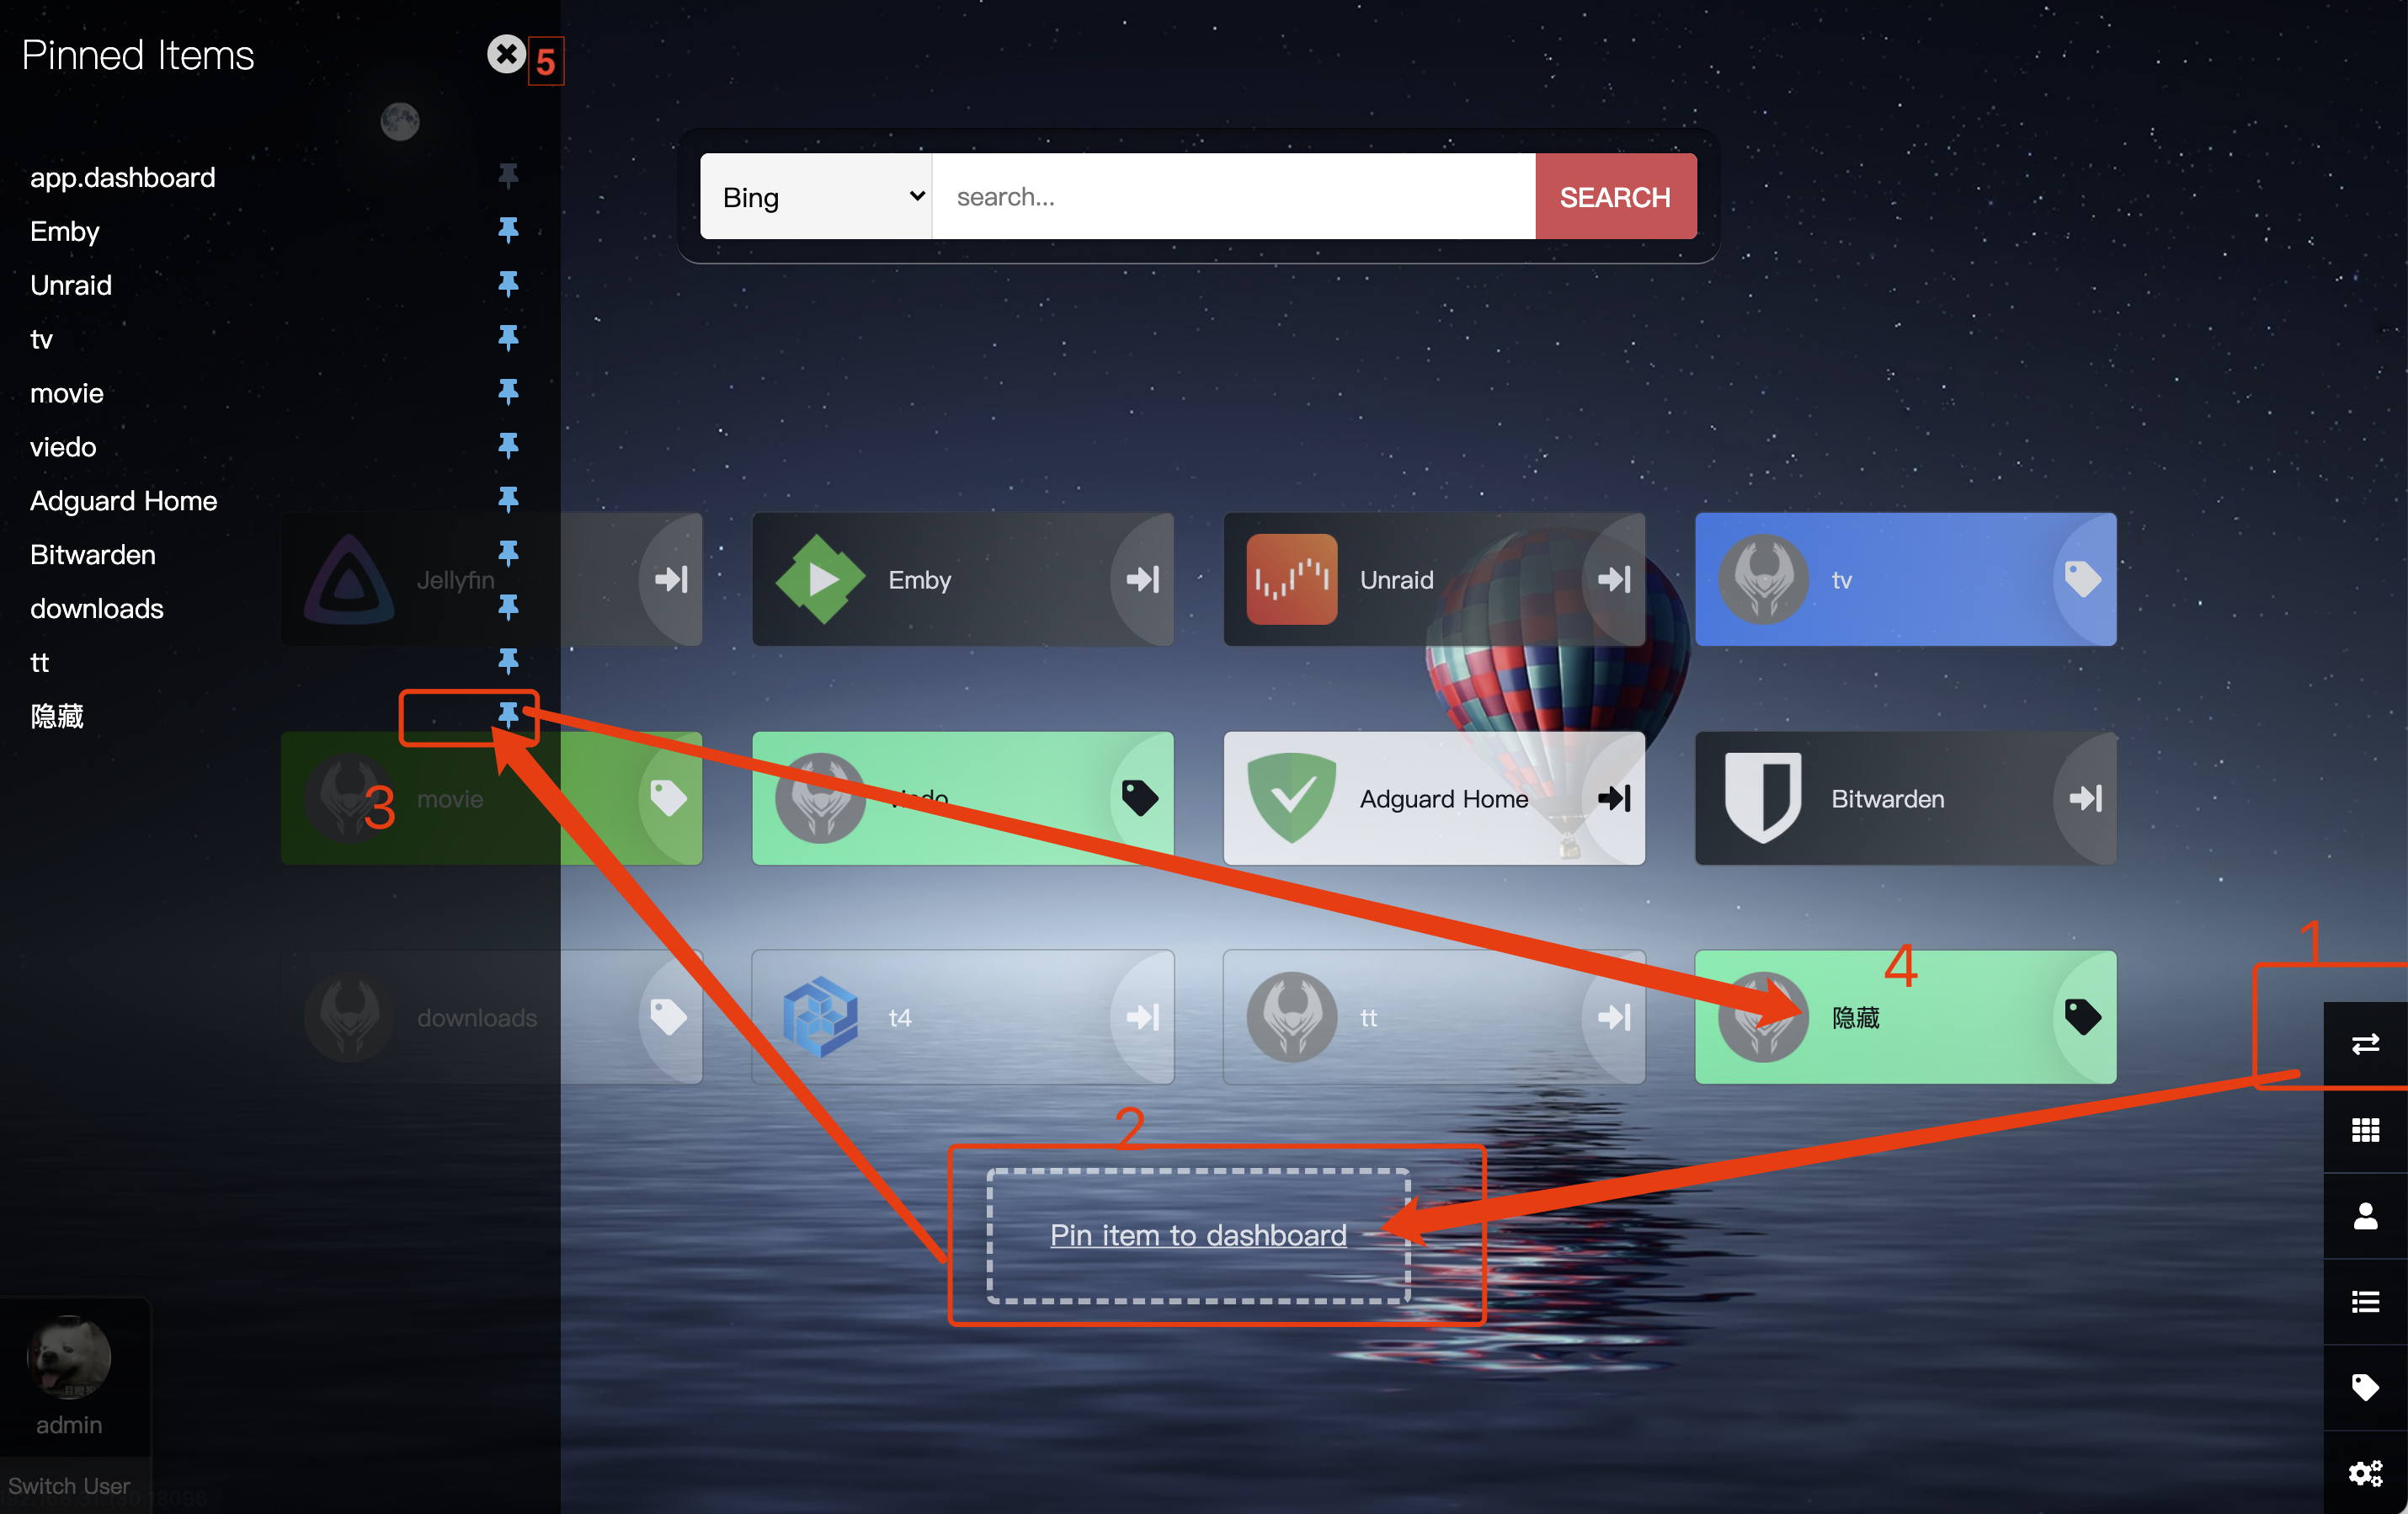 Pinned Items
5
app.dashboard
Emby
Unraid
tv
movie
viedo
Adguard Home
Bitwarden
downloads
tt
隐藏
Bing
search...
SEARCH
Jellyfin
Emby
Unraid
tv
3
movie
viedo
Adguard Home
Bitwarden
downloads
t4
tt
4
隐藏
1
2
Pin item to dashboard
admin
Switch User